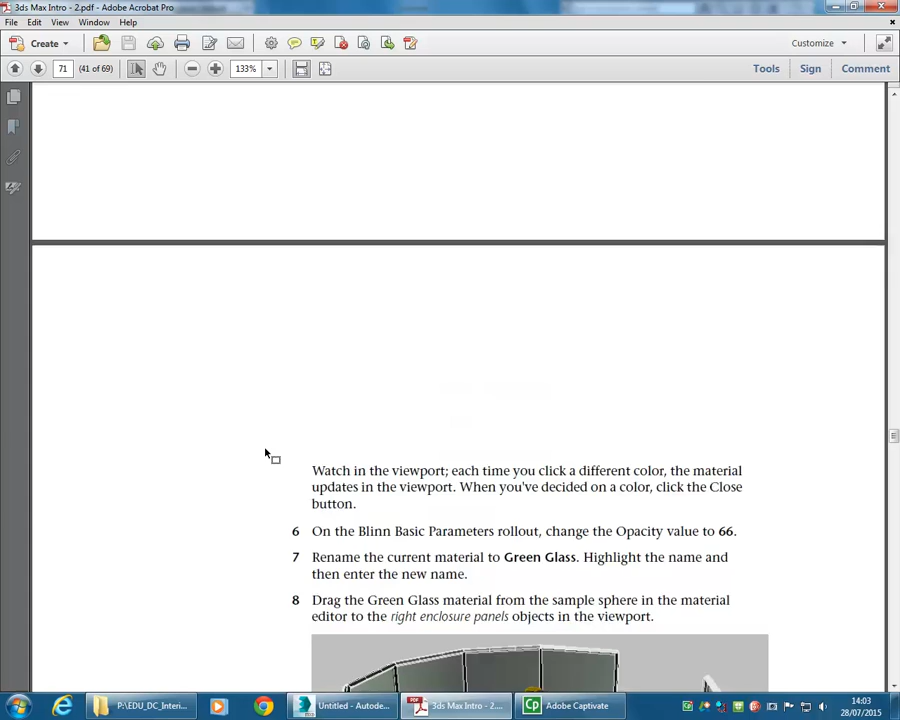 3ds Max Intro - 2.pdf - Adobe Acrobat Pro
File Edit View Window Help
Create
Customize
71 (41 of 69) 133%
Tools Sign Comment
Watch in the viewport; each time you click a different color, the material
updates in the viewport. When you've decided on a color, click the Close
button.
6 On the Blinn Basic Parameters rollout, change the Opacity value to 66.
7 Rename the current material to Green Glass. Highlight the name and
then enter the new name.
8 Drag the Green Glass material from the sample sphere in the material
editor to the right enclosure panels objects in the viewport.
P:\EDU_DC_Interi... Untitled - Autode... 3ds Max Intro - 2.... Adobe Captivate
14:03
28/07/2015